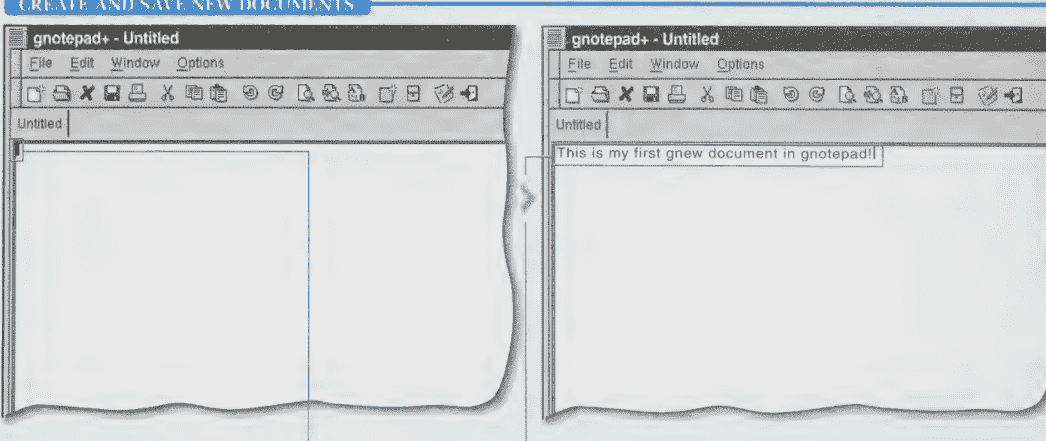 CREATE AND SAVE NEW DOCUMENTS
gnotepad+ - Untitled
File Edit Window Options
Untitled
gnotepad+ - Untitled
File Edit Window Options
Untitled
This is my first gnew document in gnotepad!